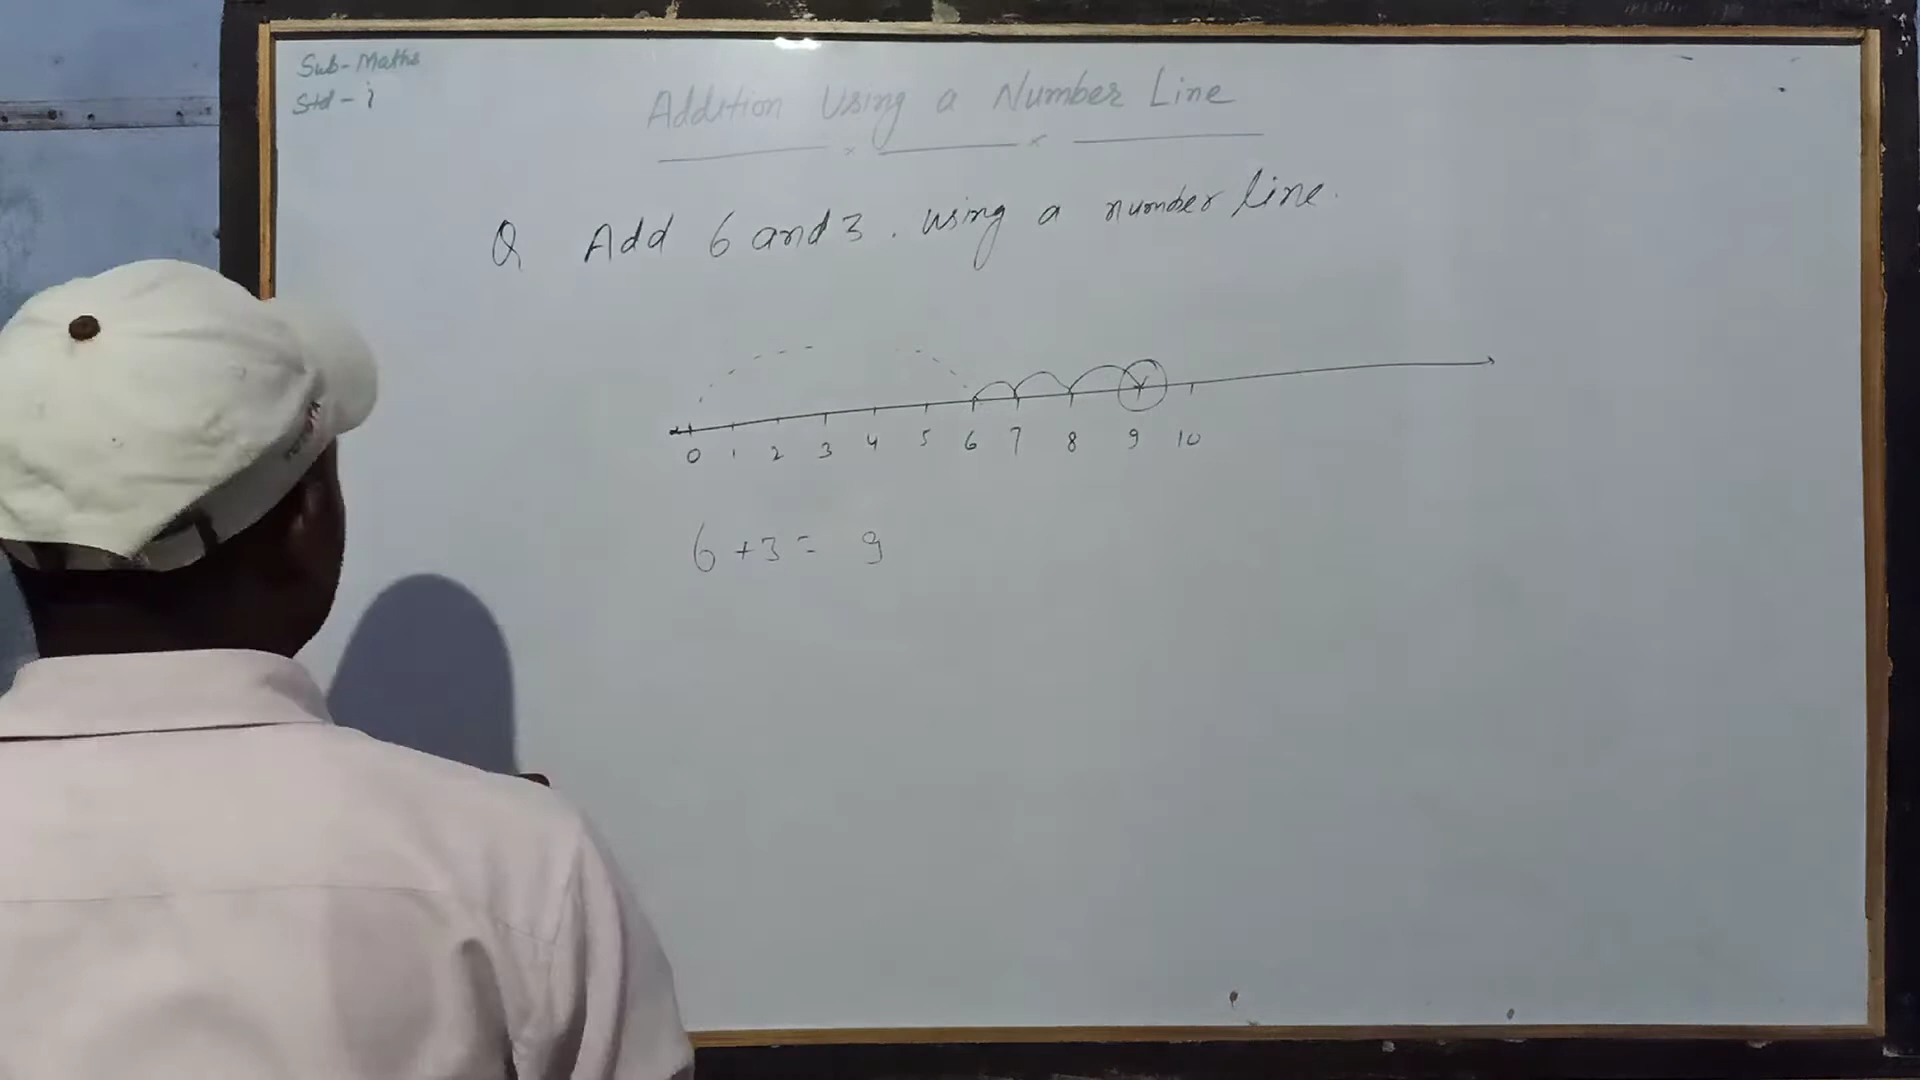 Sub-Maths
Std - i
Addition Using a Number Line
Q Add 6 and 3. using a number line.
0 1 2 3 4 5 6 7 8 9 10
6 + 3 = 9